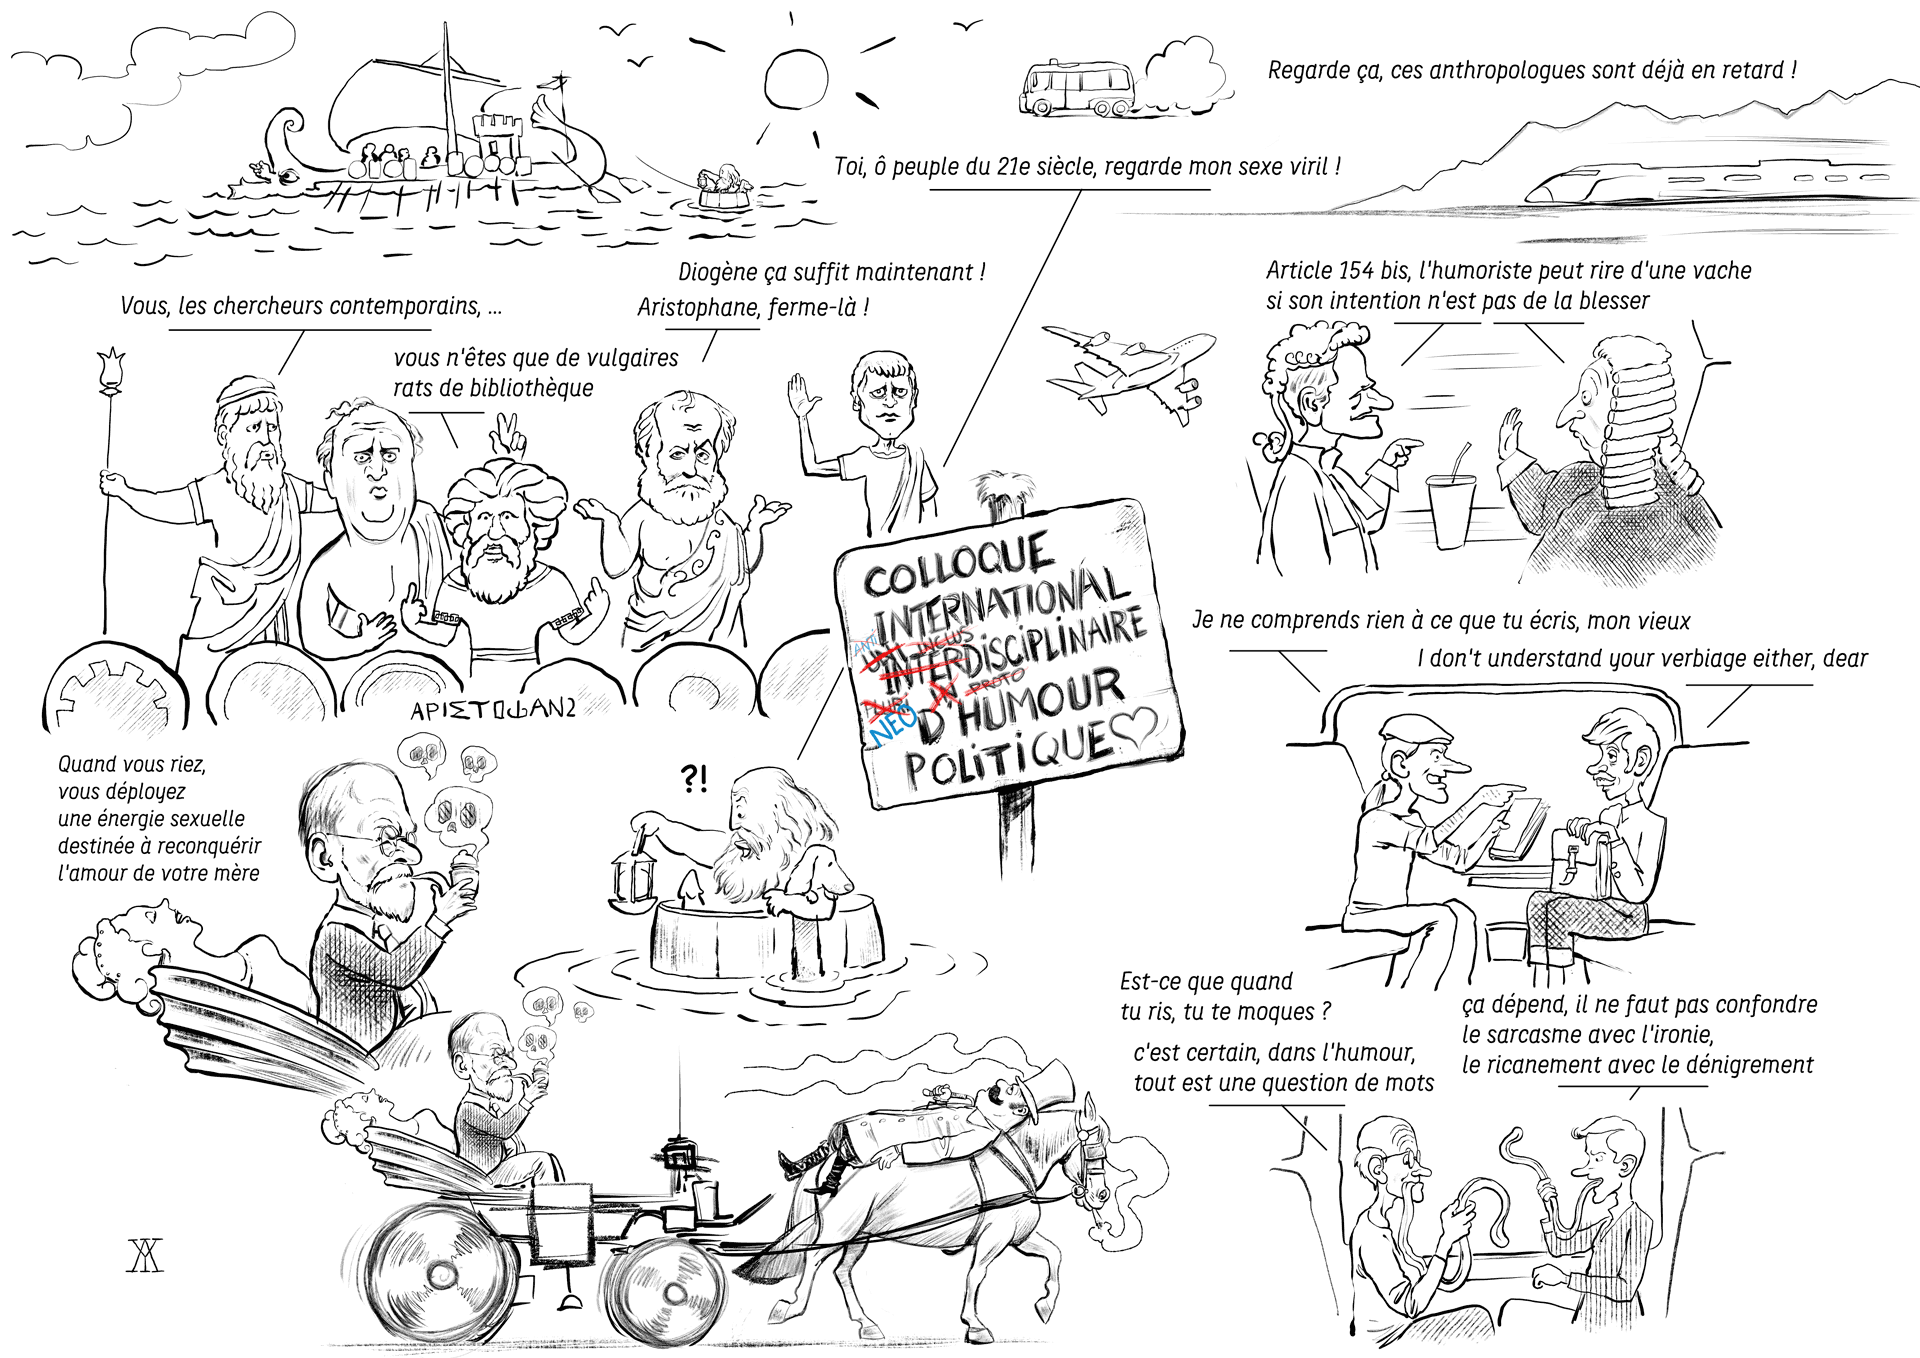 Regarde ça, ces anthropologues sont déjà en retard !
Toi, ô peuple du 21e siècle, regarde mon sexe viril !
Diogène ça suffit maintenant !
Aristophane, ferme-là !
Vous, les chercheurs contemporains, ...
vous n'êtes que de vulgaires
rats de bibliothèque
Article 154 bis, l'humoriste peut rire d'une vache
si son intention n'est pas de la blesser
COLLOQUE
INTERNATIONAL
ANTI
INTERDISCIPLINAIRE
PROTO
NEO
D'HUMOUR
POLITIQUE
Je ne comprends rien à ce que tu écris, mon vieux
I don't understand your verbiage either, dear
Quand vous riez,
vous déployez
une énergie sexuelle
destinée à reconquérir
l'amour de votre mère
?!
Est-ce que quand
tu ris, tu te moques ?
c'est certain, dans l'humour,
tout est une question de mots
ça dépend, il ne faut pas confondre
le sarcasme avec l'ironie,
le ricanement avec le dénigrement